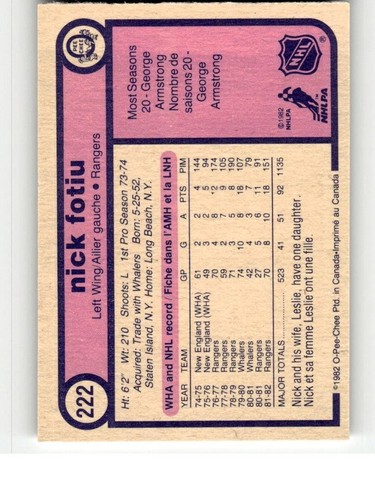 O-PEE-CHEE
222
nick fotiu
Left Wing/Ailier gauche • Rangers
Ht: 6'2" Wt: 210 Shoots: L. 1st Pro Season 73-74
Acquired: Trade with Whalers Born: 5-25-52,
Staten Island, N.Y. Home: Long Beach, N.Y.
WHA and NHL record / Fiche dans l'AMH et la LNH
YEAR TEAM GP G A PTS PIM
74-75 New England (WHA) 61 2 2 4 144
75-76 New England (WHA) 49 3 2 5 94
76-77 Rangers 70 4 8 12 174
77-78 Rangers 59 2 7 9 105
78-79 Rangers 71 3 5 8 190
79-80 Whalers 74 10 8 18 107
80-81 Whalers 42 4 3 7 79
80-81 Rangers 27 5 6 11 91
81-82 Rangers 70 8 10 18 151
MAJOR TOTALS 523 41 51 92 1135
Nick and his wife, Leslie, have one daughter.
Nick et sa femme Leslie ont une fille.
©1982 O-Pee-Chee Ptd. in Canada-Imprimé au Canada
Most Seasons
20 - George
Armstrong
Nombre de
saisons 20 -
George
Armstrong
NHL
®
©1982
NHLPA
NHLPA